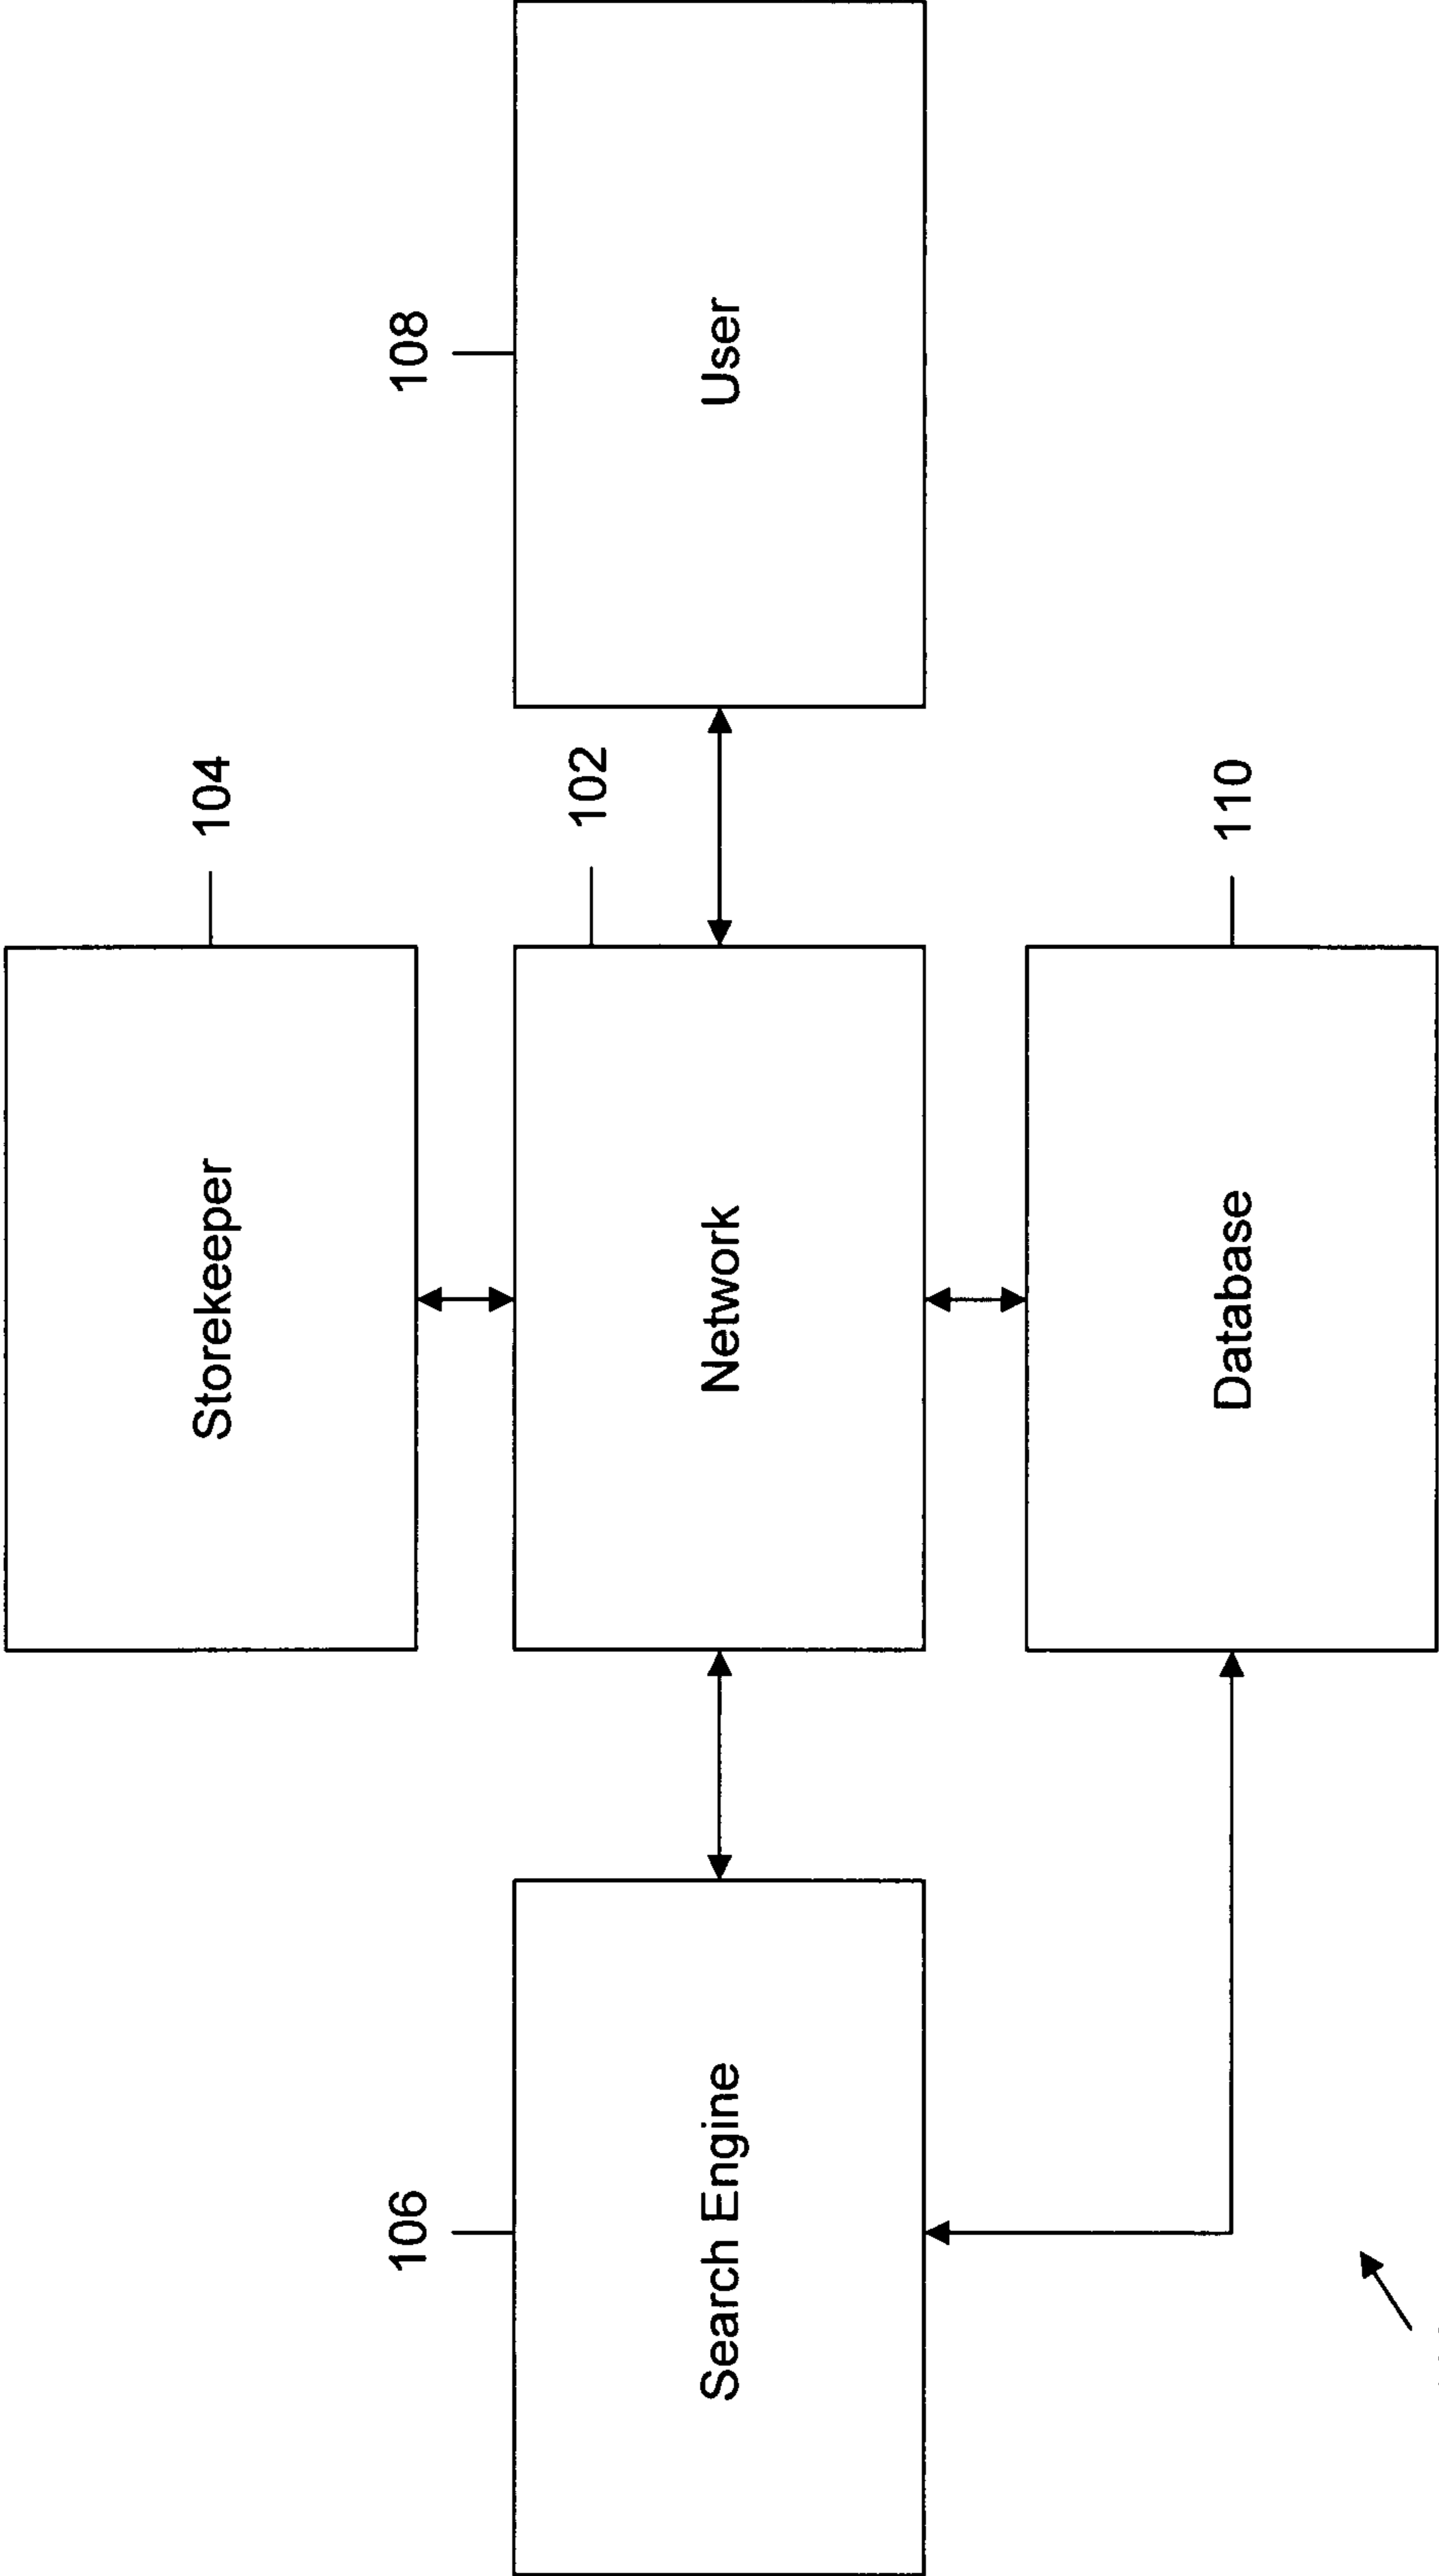 Storekeeper 104
106
108
102
Search Engine
Network
User
Database 110